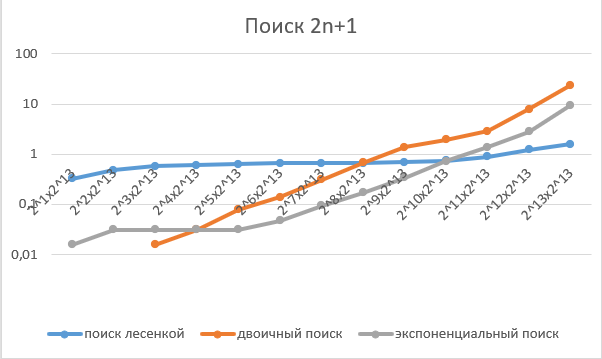 Поиск 2n+1
100
10
1
0,1
0,01
2^1x2^13
2^2x2^13
2^3x2^13
2^4x2^13
2^5x2^13
2^6x2^13
2^7x2^13
2^8x2^13
2^9x2^13
2^10x2^13
2^11x2^13
2^12x2^13
2^13x2^13
поиск лесенкой
двоичный поиск
экспоненциальный поиск